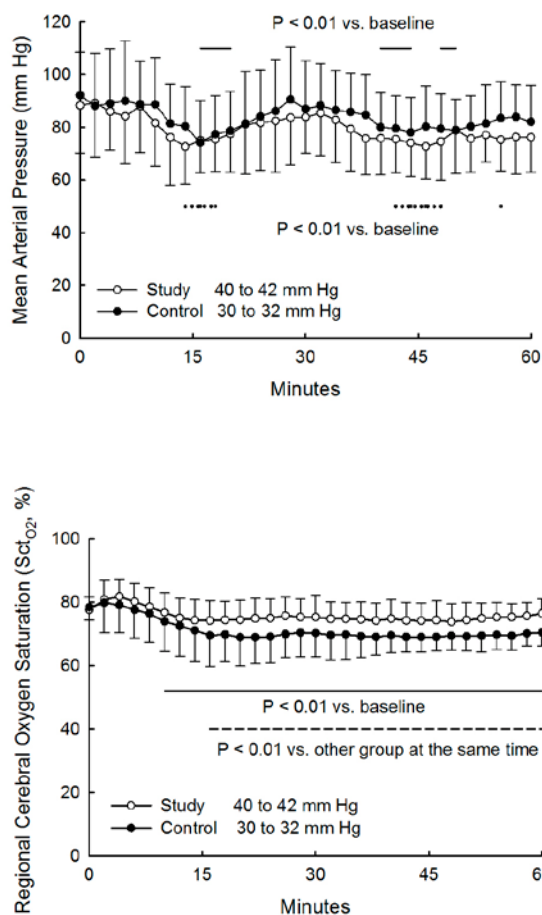 P < 0.01 vs. baseline
120
100
80
60
40
20
0
Mean Arterial Pressure (mm Hg)
P < 0.01 vs. baseline
Study 40 to 42 mm Hg
Control 30 to 32 mm Hg
0 15 30 45 60
Minutes
100
80
60
40
20
0
Regional Cerebral Oxygen Saturation (SctO2, %)
P < 0.01 vs. baseline
P < 0.01 vs. other group at the same time
Study 40 to 42 mm Hg
Control 30 to 32 mm Hg
0 15 30 45 60
Minutes